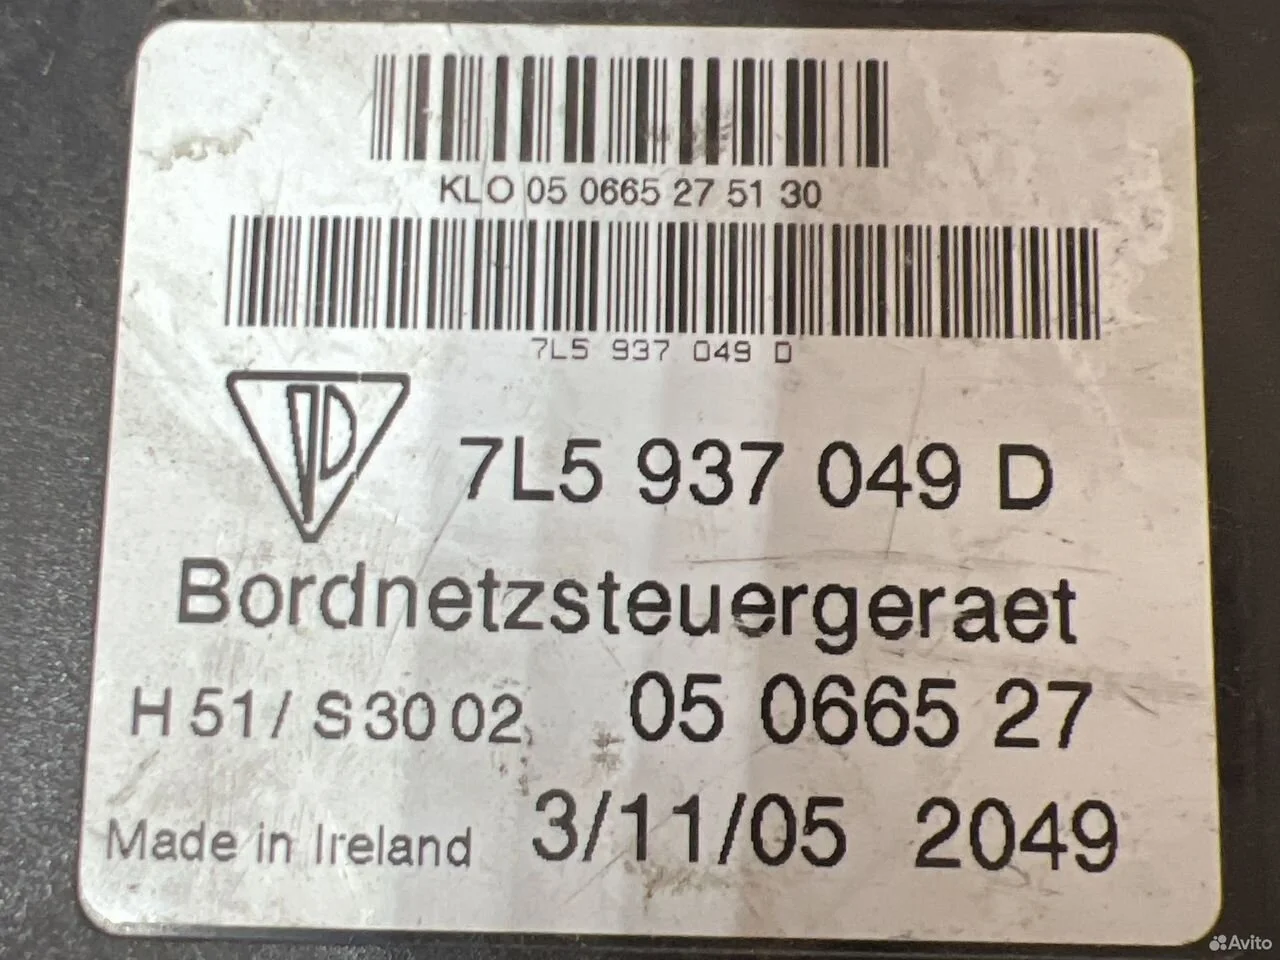 KLO 05 0665 27 51 30
7L5 937 049 D
7L5 937 049 D
Bordnetzsteuergeraet
H 51 / S 30 02 05 0665 27
Made in Ireland 3/11/05 2049
Avito